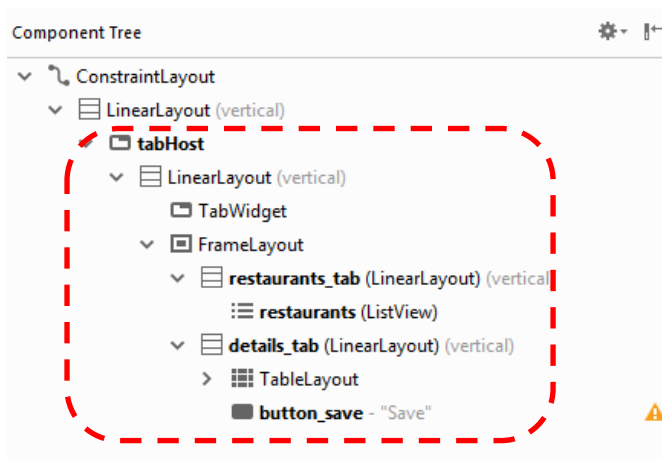 Component Tree
ConstraintLayout
LinearLayout (vertical)
tabHost
LinearLayout (vertical)
TabWidget
FrameLayout
restaurants_tab (LinearLayout) (vertical
restaurants (ListView)
details_tab (LinearLayout) (vertical)
TableLayout
button_save - "Save"